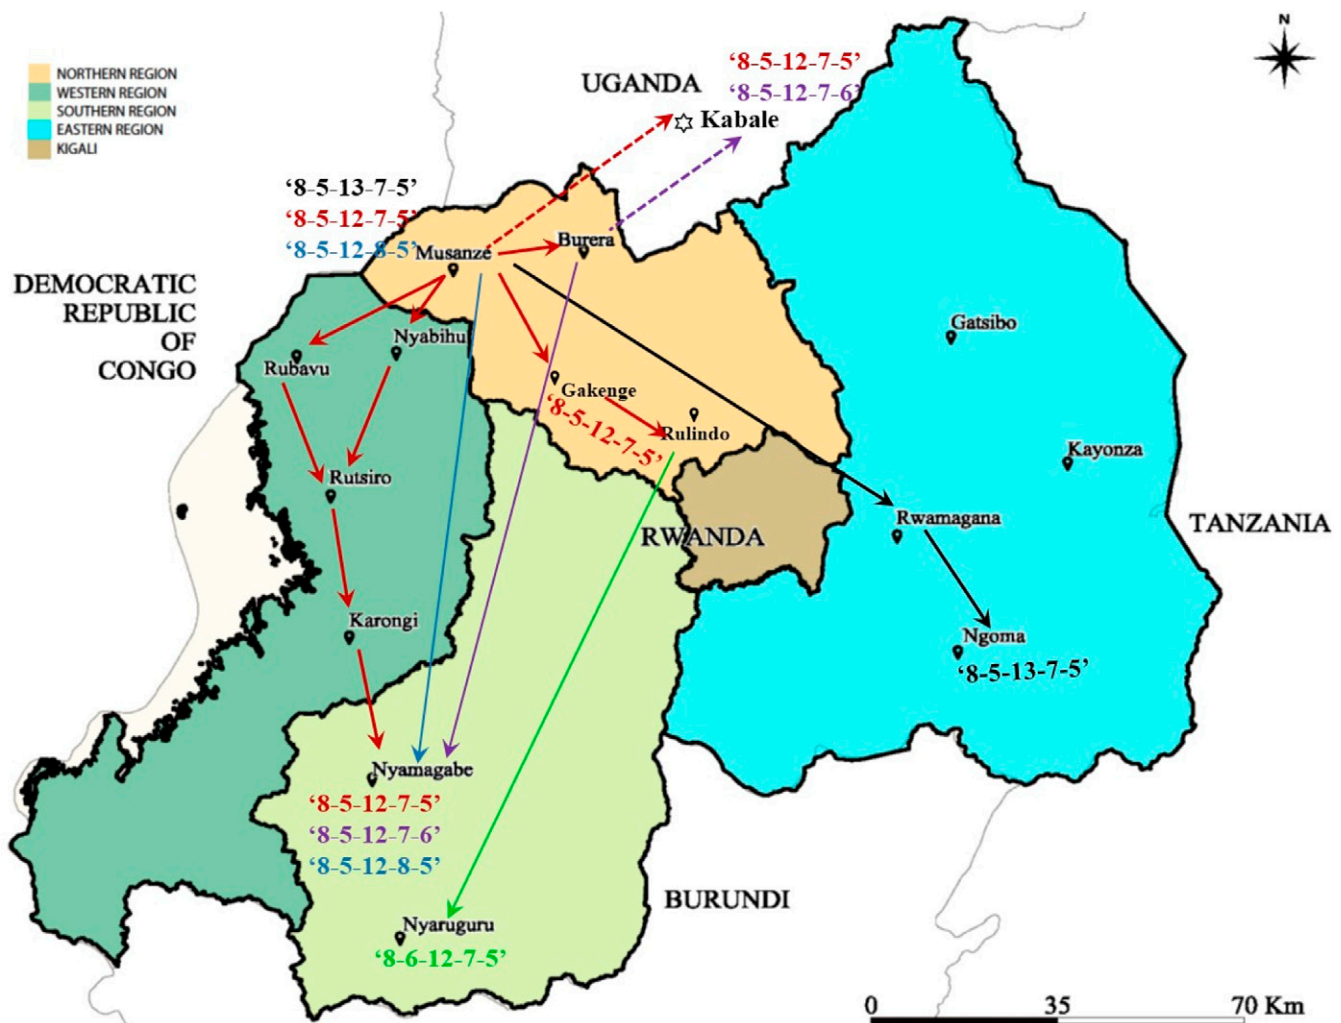 N
NORTHERN REGION
WESTERN REGION
SOUTHERN REGION
EASTERN REGION
KIGALI
UGANDA
‘8-5-12-7-5’
‘8-5-12-7-6’
Kabale
‘8-5-13-7-5’
‘8-5-12-7-5’
‘8-5-12-8-5’
Musanze
Burera
DEMOCRATIC
REPUBLIC
OF
CONGO
Rubavu
Nyabihu
Gakenge
‘8-5-12-7-5’
Rulindo
Gatsibo
Kayonza
Rutsiro
Rwamagana
RWANDA
TANZANIA
Karongi
Ngoma
‘8-5-13-7-5’
Nyamagabe
‘8-5-12-7-5’
‘8-5-12-7-6’
‘8-5-12-8-5’
BURUNDI
Nyaruguru
‘8-6-12-7-5’
0 35 70 Km